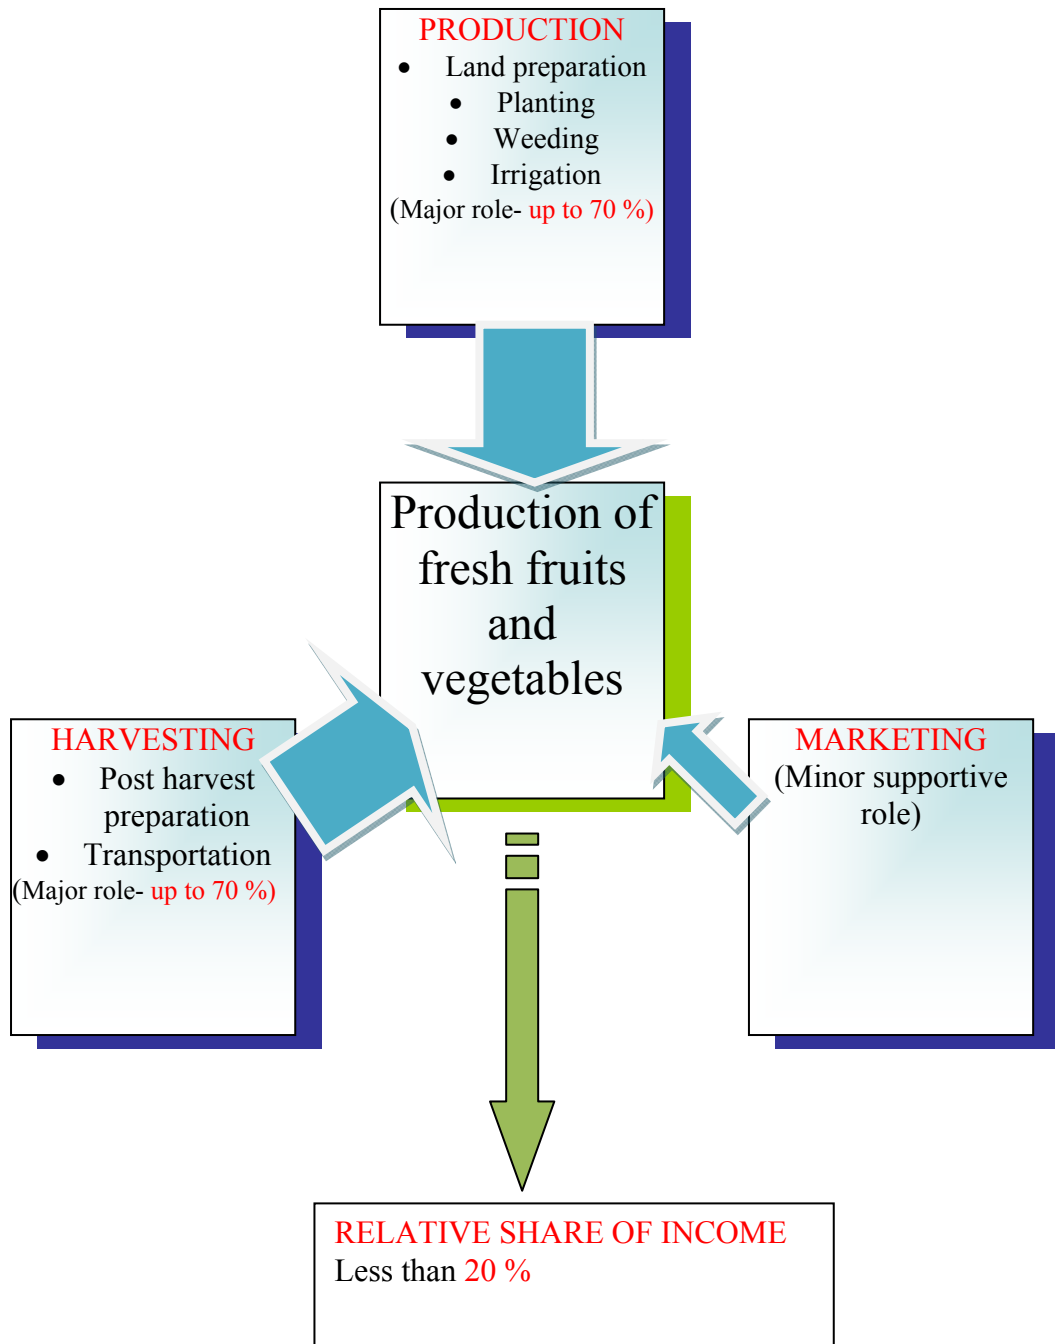 PRODUCTION
• Land preparation
• Planting
• Weeding
• Irrigation
(Major role- up to 70 %)
Production of
fresh fruits
and
vegetables
HARVESTING
• Post harvest
preparation
• Transportation
(Major role- up to 70 %)
MARKETING
(Minor supportive
role)
RELATIVE SHARE OF INCOME
Less than 20 %